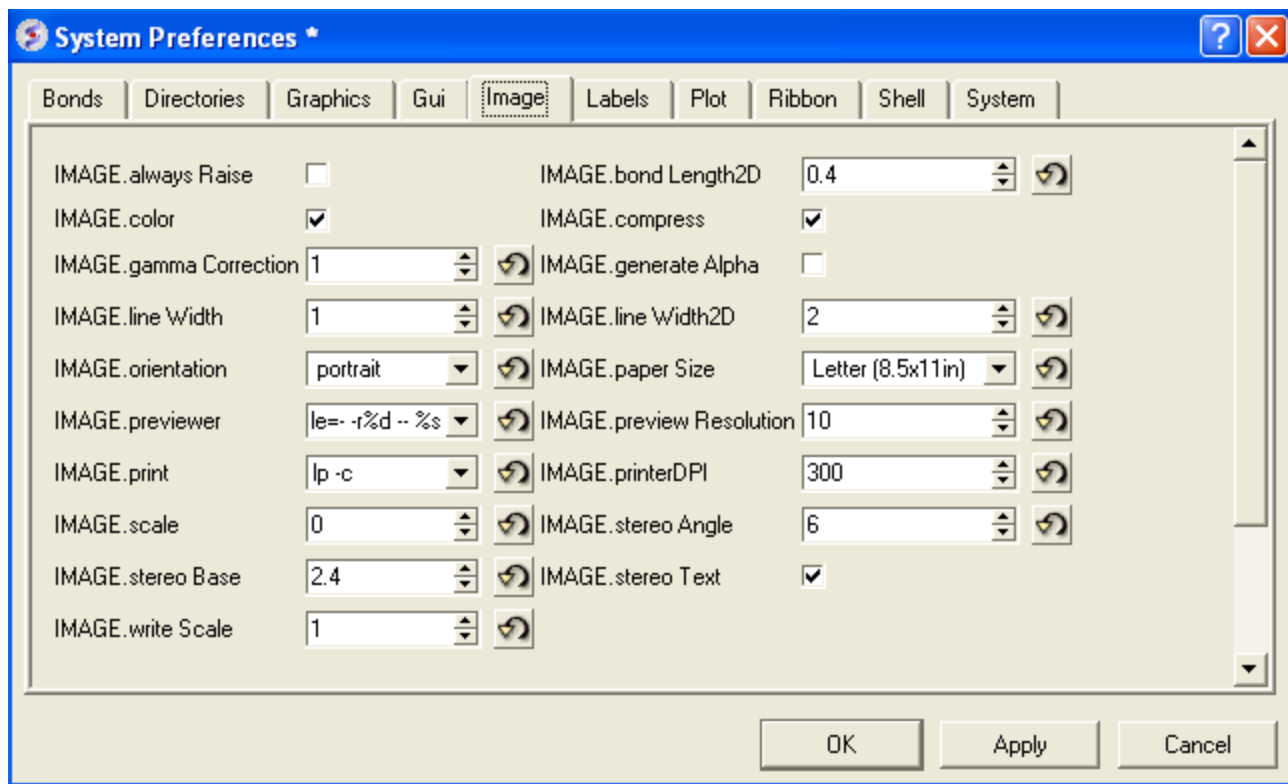 System Preferences *
Bonds Directories Graphics Gui Image Labels Plot Ribbon Shell System
IMAGE.always Raise IMAGE.bond Length2D 0.4
IMAGE.color IMAGE.compress
IMAGE.gamma Correction 1 IMAGE.generate Alpha
IMAGE.line Width 1 IMAGE.line Width2D 2
IMAGE.orientation portrait IMAGE.paper Size Letter (8.5x11in)
IMAGE.previewer le=- -r%d -- %s IMAGE.preview Resolution 10
IMAGE.print lp -c IMAGE.printerDPI 300
IMAGE.scale 0 IMAGE.stereo Angle 6
IMAGE.stereo Base 2.4 IMAGE.stereo Text
IMAGE.write Scale 1
OK Apply Cancel